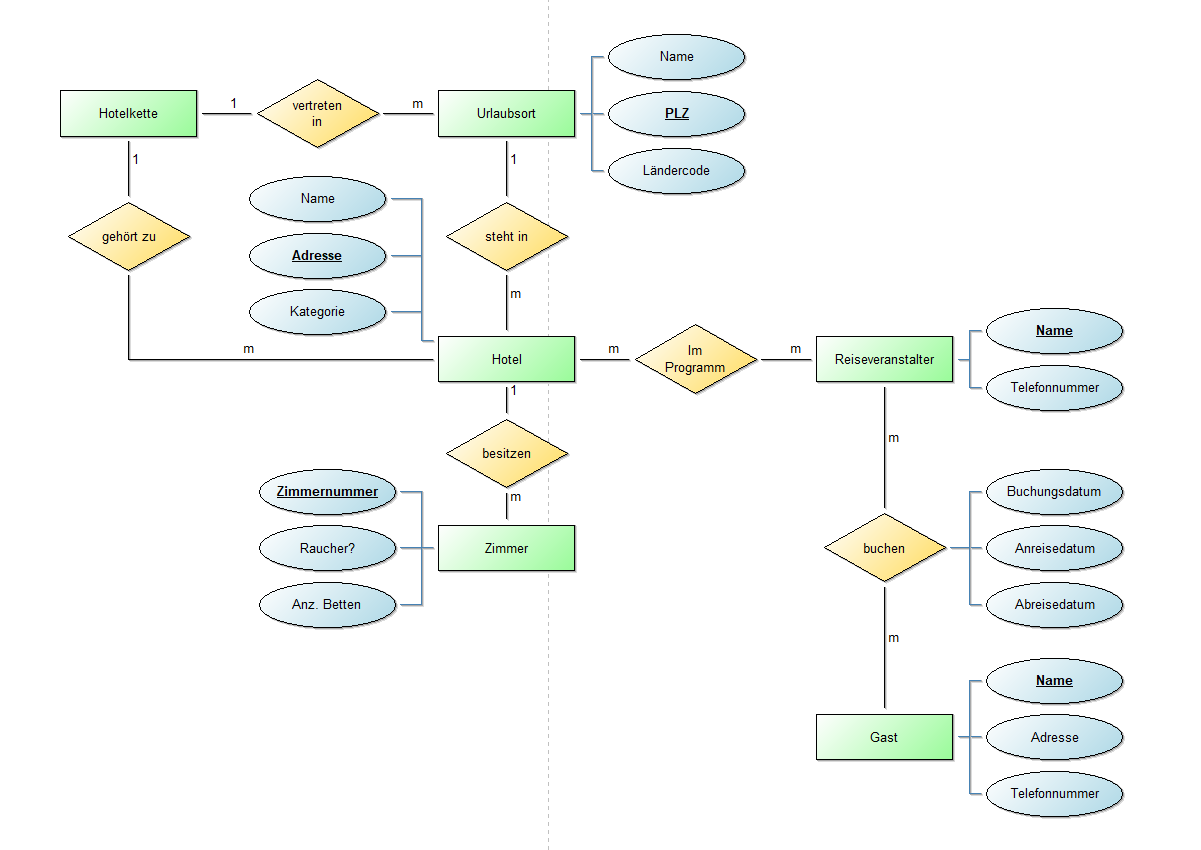 Name
Hotelkette
1
vertreten
in
m
Urlaubsort
PLZ
Ländercode
1
1
Name
gehört zu
Adresse
steht in
Kategorie
m
m
Hotel
m
Im
Programm
m
Reiseveranstalter
Name
Telefonnummer
1
besitzen
m
m
Zimmernummer
Raucher?
Anz. Betten
Zimmer
buchen
Buchungsdatum
Anreisedatum
Abreisedatum
m
Gast
Name
Adresse
Telefonnummer